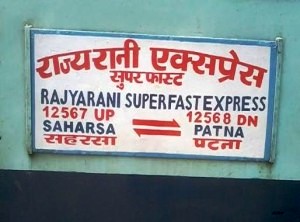 राज्यरानी एक्सप्रेस
सुपर फास्ट
RAJYARANI SUPERFAST EXPRESS
12567 UP 12568 DN
SAHARSA PATNA
सहरसा पटना